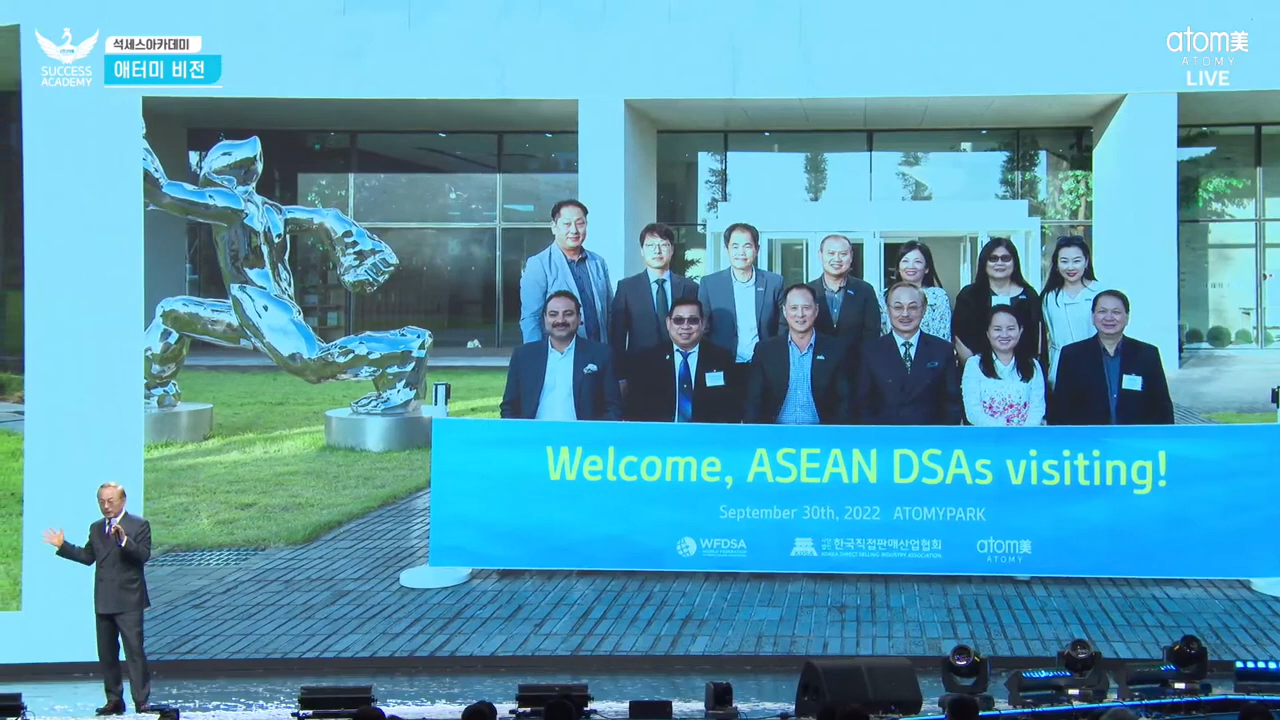 SUCCESS
ACADEMY
석세스아카데미
애터미 비전
atom美
ATOMY
LIVE
Welcome, ASEAN DSAs visiting!
September 30th, 2022 ATOMYPARK
WFDSA
WORLD FEDERATION
한국직접판매산업협회
KOREA DIRECT SELLING INDUSTRY ASSOCIATION
atom美
ATOMY